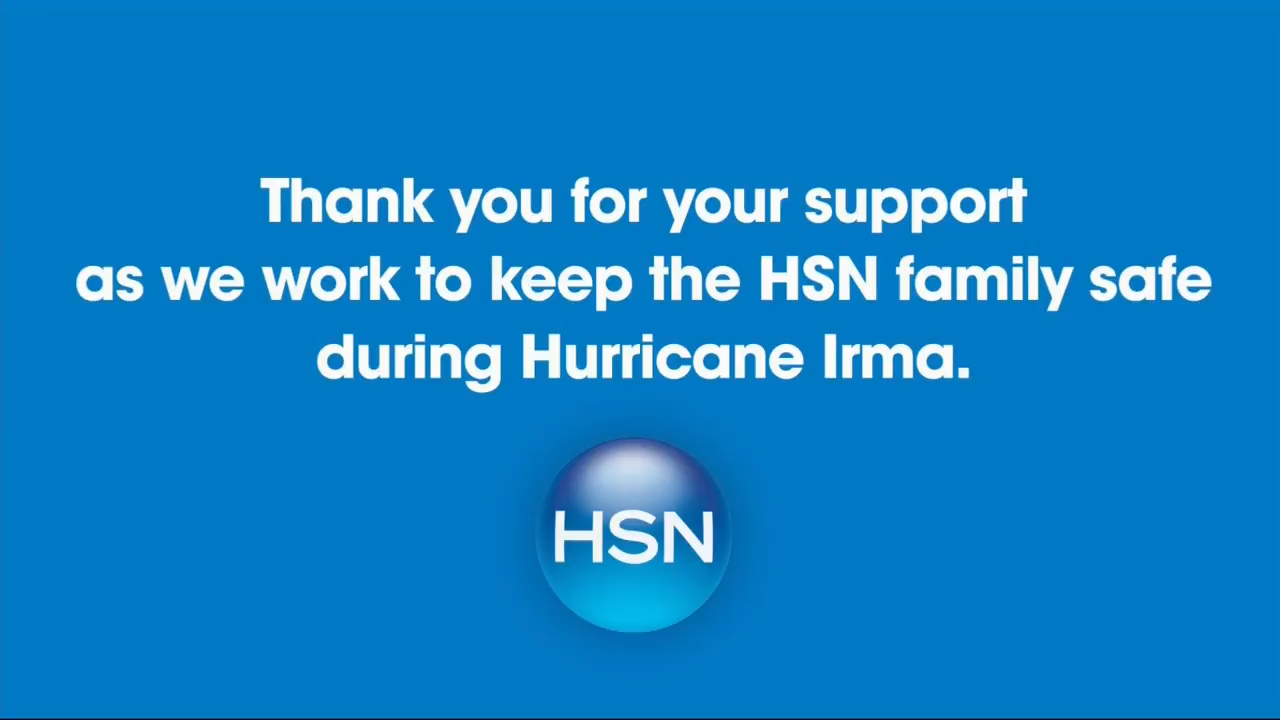 Thank you for your support
as we work to keep the HSN family safe
during Hurricane Irma.
HSN